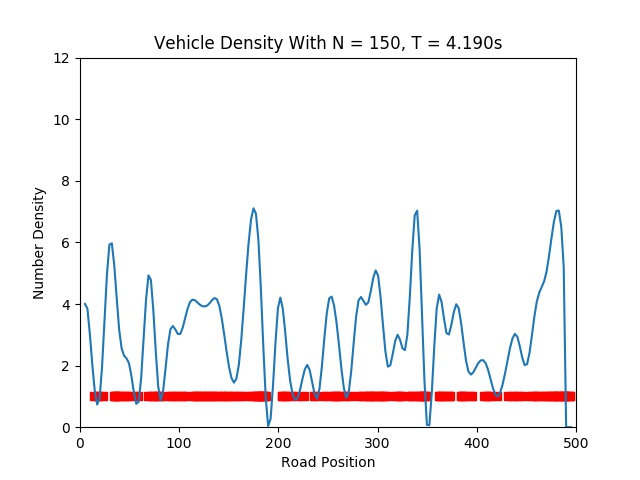 Vehicle Density With N = 150, T = 4.190s
12
10
8
6
4
2
0
Number Density
0 100 200 300 400 500
Road Position